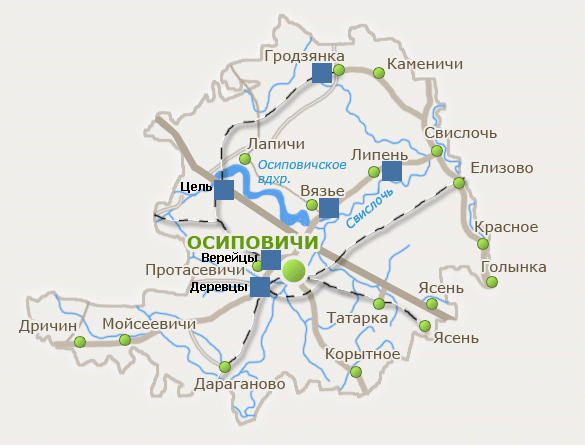 Гродзянка
Каменичи
Свислочь
Лапичи
Липень
Осиповичское
вдхр.
Елизово
Цель
Вязье
Свислочь
Красное
ОСИПОВИЧИ
Верейцы
Протасевичи
Голынка
Деревцы
Ясень
Татарка
Дричин
Мойсеевичи
Ясень
Корытное
Дараганово